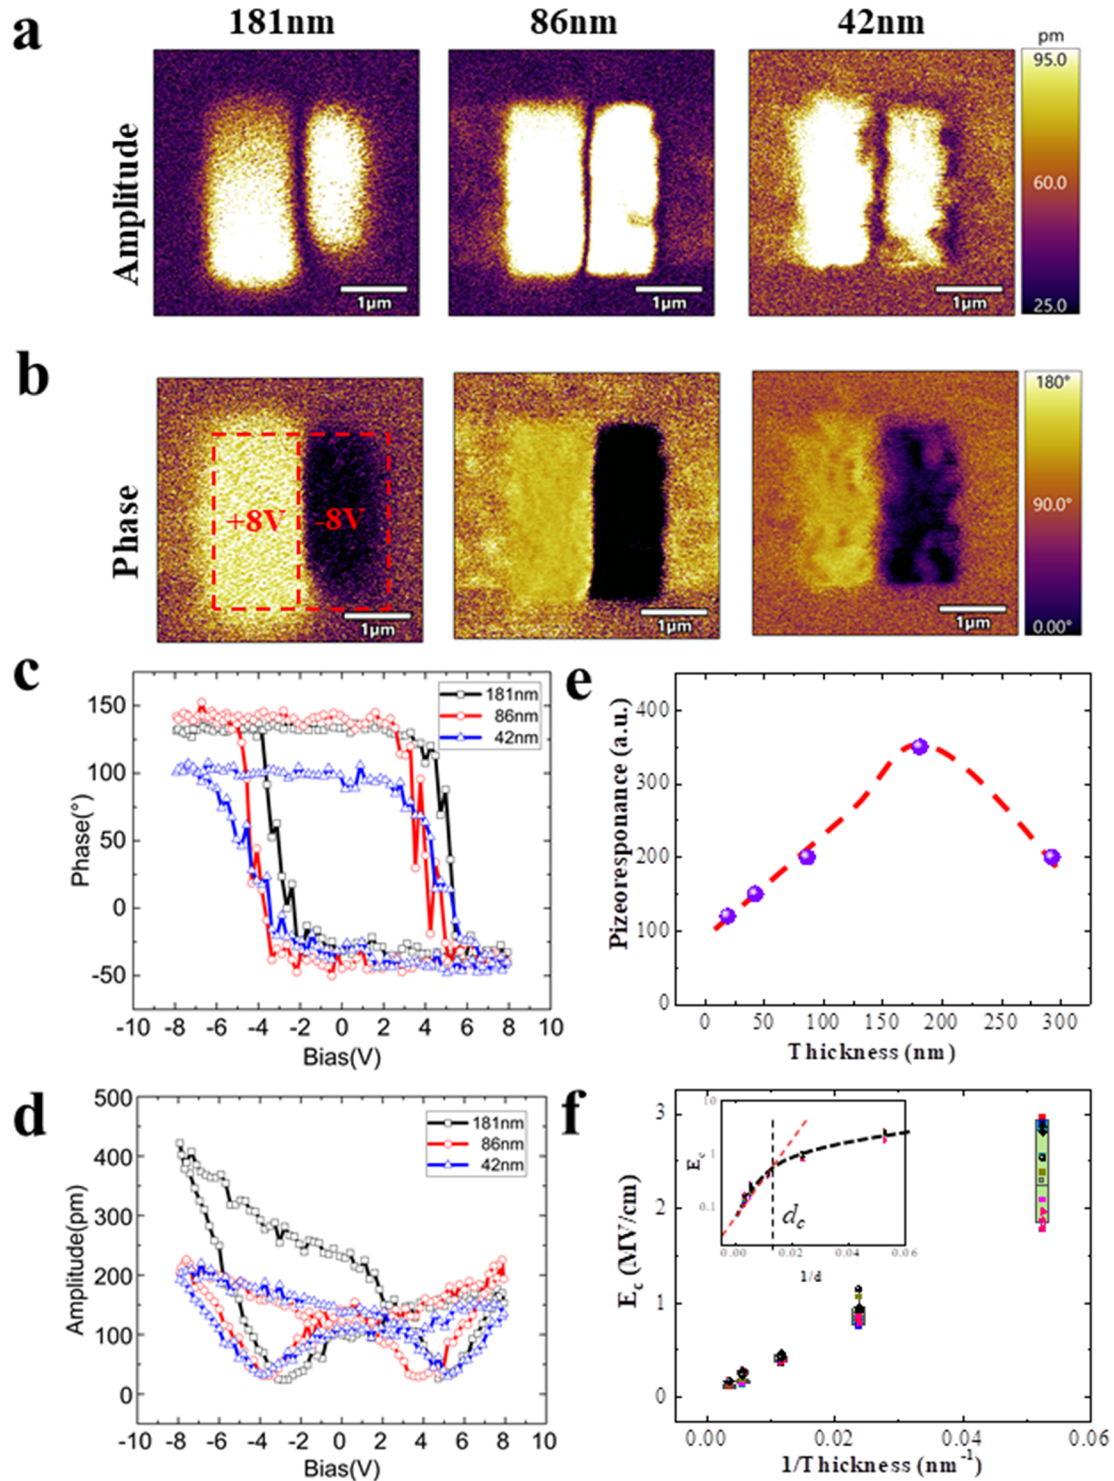 a
181nm 86nm 42nm
Amplitude
pm
95.0
60.0
25.0
1μm 1μm 1μm
b
Phase
+8V -8V
180°
90.0°
0.00°
1μm 1μm 1μm
c
Phase(°)
150
100
50
0
-50
181nm
86nm
42nm
-10 -8 -6 -4 -2 0 2 4 6 8 10
Bias(V)
e
Pizeoresponance (a.u.)
400
300
200
100
0
0 50 100 150 200 250 300
Thickness (nm)
d
Amplitude(pm)
500
400
300
200
100
0
181nm
86nm
42nm
-10 -8 -6 -4 -2 0 2 4 6 8 10
Bias(V)
f
Ec (MV/cm)
3
2
1
0
Ec
10
1
0.1
dc
0.00 0.02 0.04 0.06
1/d
0.00 0.02 0.04 0.06
1/Thickness (nm-1)